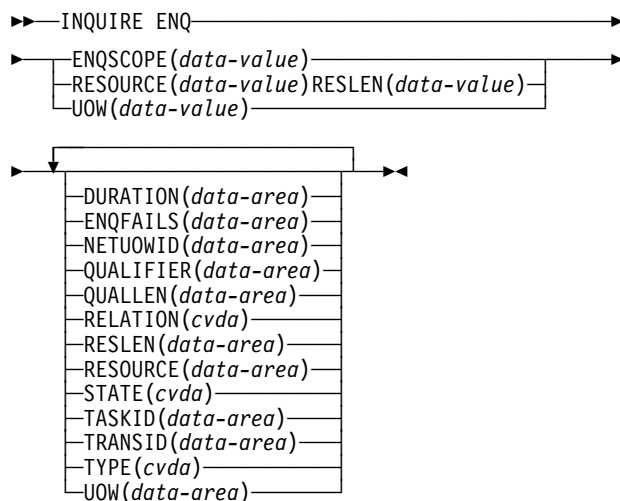 INQUIRE ENQ
ENQSCOPE(data-value)
RESOURCE(data-value)RESLEN(data-value)
UOW(data-value)
DURATION(data-area)
ENQFAILS(data-area)
NETUOWID(data-area)
QUALIFIER(data-area)
QUALLEN(data-area)
RELATION(cvda)
RESLEN(data-area)
RESOURCE(data-area)
STATE(cvda)
TASKID(data-area)
TRANSID(data-area)
TYPE(cvda)
UOW(data-area)